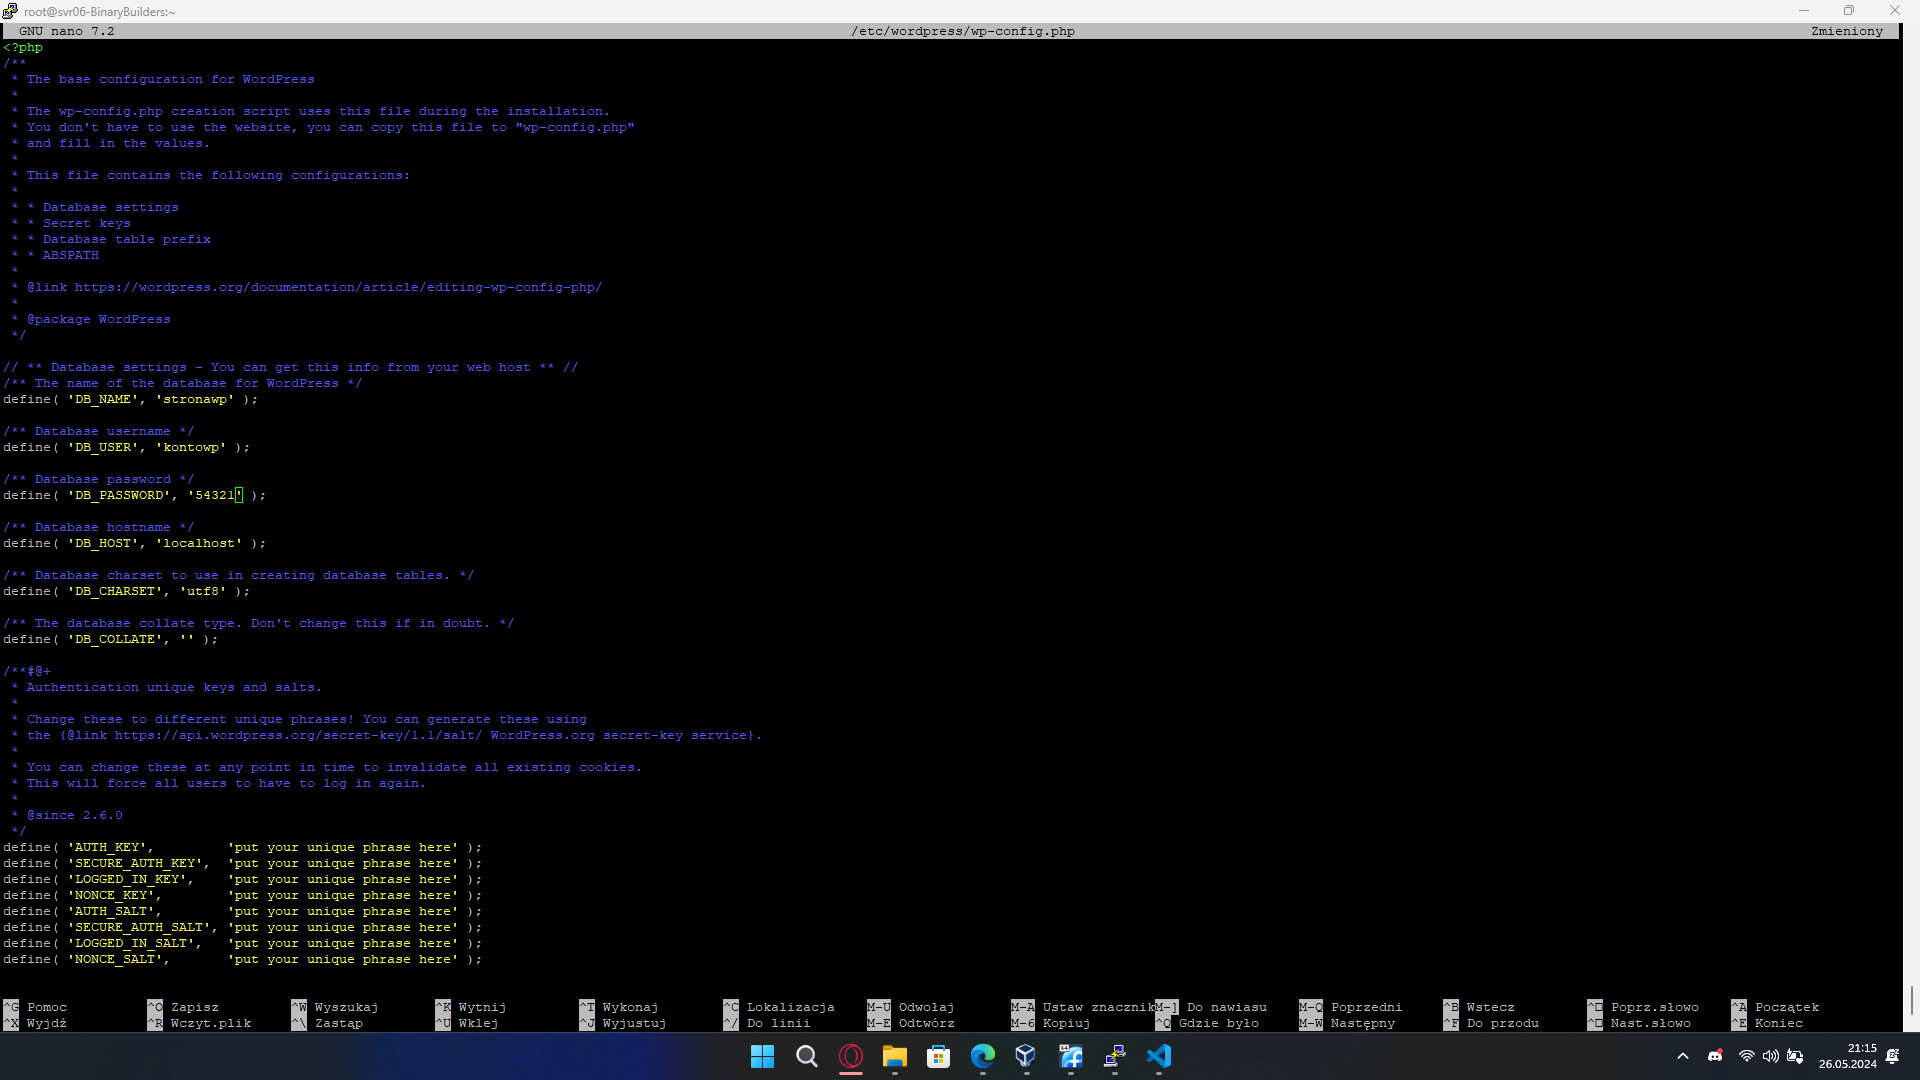 root@svr06-BinaryBuilders:~
GNU nano 7.2 /etc/wordpress/wp-config.php Zmieniony
<?php
/**
 * The base configuration for WordPress
 *
 * The wp-config.php creation script uses this file during the installation.
 * You don't have to use the website, you can copy this file to "wp-config.php"
 * and fill in the values.
 *
 * This file contains the following configurations:
 *
 * * Database settings
 * * Secret keys
 * * Database table prefix
 * * ABSPATH
 *
 * @link https://wordpress.org/documentation/article/editing-wp-config-php/
 *
 * @package WordPress
 */
// ** Database settings - You can get this info from your web host ** //
/** The name of the database for WordPress */
define( 'DB_NAME', 'stronawp' );
/** Database username */
define( 'DB_USER', 'kontowp' );
/** Database password */
define( 'DB_PASSWORD', '54321' );
/** Database hostname */
define( 'DB_HOST', 'localhost' );
/** Database charset to use in creating database tables. */
define( 'DB_CHARSET', 'utf8' );
/** The database collate type. Don't change this if in doubt. */
define( 'DB_COLLATE', '' );
/**#@+
 * Authentication unique keys and salts.
 *
 * Change these to different unique phrases! You can generate these using
 * the {@link https://api.wordpress.org/secret-key/1.1/salt/ WordPress.org secret-key service}.
 *
 * You can change these at any point in time to invalidate all existing cookies.
 * This will force all users to have to log in again.
 *
 * @since 2.6.0
 */
define( 'AUTH_KEY',         'put your unique phrase here' );
define( 'SECURE_AUTH_KEY',  'put your unique phrase here' );
define( 'LOGGED_IN_KEY',    'put your unique phrase here' );
define( 'NONCE_KEY',        'put your unique phrase here' );
define( 'AUTH_SALT',        'put your unique phrase here' );
define( 'SECURE_AUTH_SALT', 'put your unique phrase here' );
define( 'LOGGED_IN_SALT',   'put your unique phrase here' );
define( 'NONCE_SALT',       'put your unique phrase here' );
^G Pomoc ^O Zapisz ^W Wyszukaj ^K Wytnij ^T Wykonaj ^C Lokalizacja M-U Odwołaj M-A Ustaw znacznik M-] Do nawiasu M-Q Poprzedni ^B Wstecz ^□ Poprz.słowo ^A Początek
^X Wyjdź ^R Wczyt.plik ^\ Zastąp ^U Wklej ^J Wyjustuj ^/ Do linii M-E Odtwórz M-6 Kopiuj ^Q Gdzie było M-W Następny ^F Do przodu ^□ Nast.słowo ^E Koniec
21:15
26.05.2024